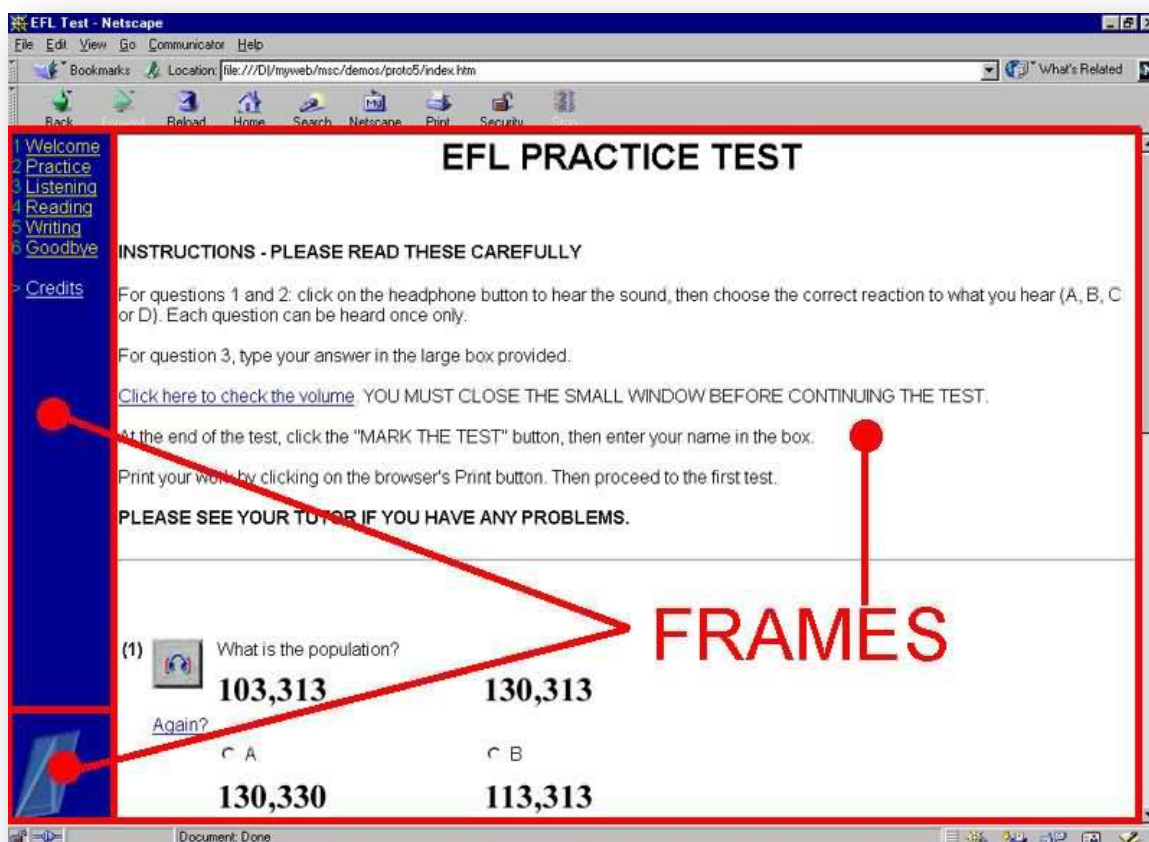 EFL Test - Netscape
File Edit View Go Communicator Help
Bookmarks Location: file:///D|/myweb/msc/demos/proto5/index.htm What's Related
Back Reload Home Search Netscape Print Security
1 Welcome
2 Practice
3 Listening
4 Reading
5 Writing
6 Goodbye
> Credits
EFL PRACTICE TEST
INSTRUCTIONS - PLEASE READ THESE CAREFULLY
For questions 1 and 2: click on the headphone button to hear the sound, then choose the correct reaction to what you hear (A, B, C
or D). Each question can be heard once only.
For question 3, type your answer in the large box provided.
Click here to check the volume. YOU MUST CLOSE THE SMALL WINDOW BEFORE CONTINUING THE TEST.
At the end of the test, click the "MARK THE TEST" button, then enter your name in the box.
Print your work by clicking on the browser's Print button. Then proceed to the first test.
PLEASE SEE YOUR TUTOR IF YOU HAVE ANY PROBLEMS.
FRAMES
(1) What is the population?
103,313 130,313
Again?
A B
130,330 113,313
Document: Done